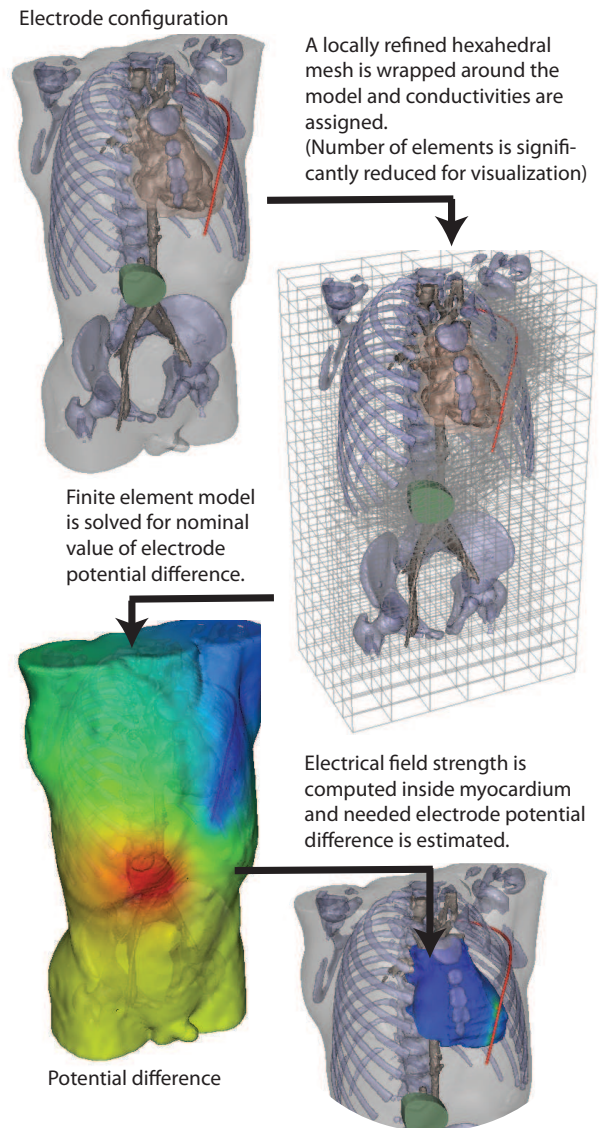 Electrode configuration
A locally refined hexahedral
mesh is wrapped around the
model and conductivities are
assigned.
(Number of elements is signifi-
cantly reduced for visualization)
Finite element model
is solved for nominal
value of electrode
potential difference.
Electrical field strength is
computed inside myocardium
and needed electrode potential
difference is estimated.
Potential difference